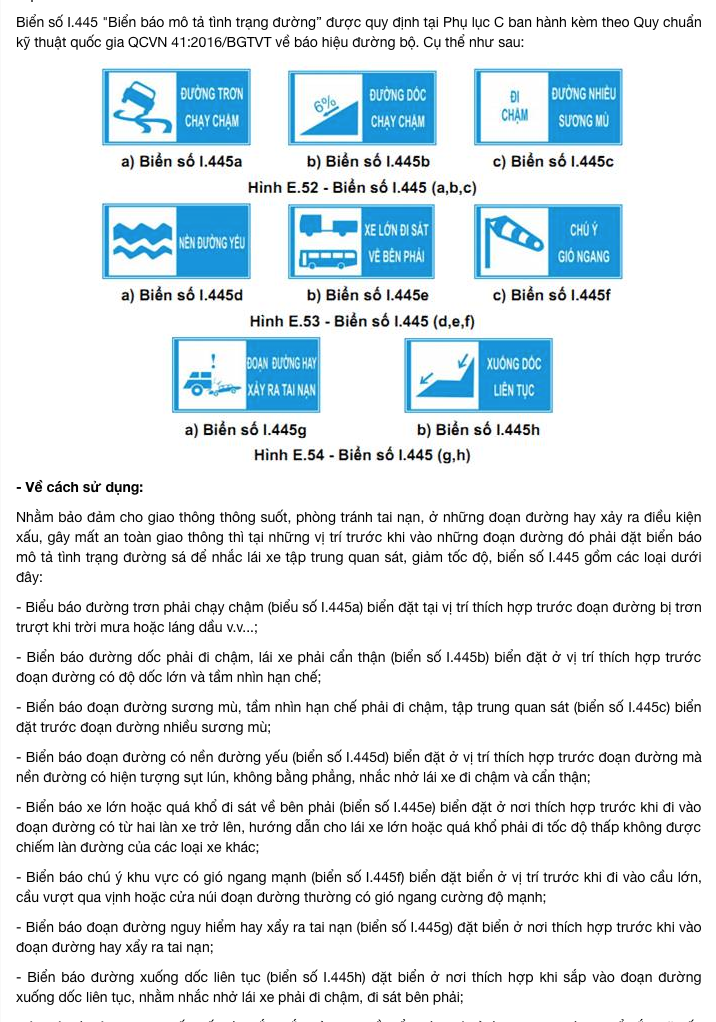 Biển số I.445 "Biển báo mô tả tình trạng đường” được quy định tại Phụ lục C ban hành kèm theo Quy chuẩn
kỹ thuật quốc gia QCVN 41:2016/BGTVT về báo hiệu đường bộ. Cụ thể như sau:
ĐƯỜNG TRƠN
CHẠY CHẬM
6%
ĐƯỜNG DỐC
CHẠY CHẬM
ĐI
CHẬM
ĐƯỜNG NHIỀU
SƯƠNG MÙ
a) Biển số I.445a
b) Biển số I.445b
c) Biển số I.445c
Hình E.52 - Biển số I.445 (a,b,c)
NỀN ĐƯỜNG YẾU
XE LỚN ĐI SÁT
VỀ BÊN PHẢI
CHÚ Ý
GIÓ NGANG
a) Biển số I.445d
b) Biển số I.445e
c) Biển số I.445f
Hình E.53 - Biển số I.445 (d,e,f)
!
ĐOẠN ĐƯỜNG HAY
XẢY RA TAI NẠN
XUỐNG DỐC
LIÊN TỤC
a) Biển số I.445g
b) Biển số I.445h
Hình E.54 - Biển số I.445 (g,h)
- Về cách sử dụng:
Nhằm bảo đảm cho giao thông thông suốt, phòng tránh tai nạn, ở những đoạn đường hay xảy ra điều kiện
xấu, gây mất an toàn giao thông thì tại những vị trí trước khi vào những đoạn đường đó phải đặt biển báo
mô tả tình trạng đường sá để nhắc lái xe tập trung quan sát, giảm tốc độ, biển số I.445 gồm các loại dưới
đây:
- Biểu báo đường trơn phải chạy chậm (biểu số I.445a) biển đặt tại vị trí thích hợp trước đoạn đường bị trơn
trượt khi trời mưa hoặc láng dầu v.v...;
- Biển báo đường dốc phải đi chậm, lái xe phải cẩn thận (biển số I.445b) biển đặt ở vị trí thích hợp trước
đoạn đường có độ dốc lớn và tầm nhìn hạn chế;
- Biển báo đoạn đường sương mù, tầm nhìn hạn chế phải đi chậm, tập trung quan sát (biển số I.445c) biển
đặt trước đoạn đường nhiều sương mù;
- Biển báo đoạn đường có nền đường yếu (biển số I.445d) biển đặt ở vị trí thích hợp trước đoạn đường mà
nền đường có hiện tượng sụt lún, không bằng phẳng, nhắc nhở lái xe đi chậm và cẩn thận;
- Biển báo xe lớn hoặc quá khổ đi sát về bên phải (biển số I.445e) biển đặt ở nơi thích hợp trước khi đi vào
đoạn đường có từ hai làn xe trở lên, hướng dẫn cho lái xe lớn hoặc quá khổ phải đi tốc độ thấp không được
chiếm làn đường của các loại xe khác;
- Biển báo chú ý khu vực có gió ngang mạnh (biển số I.445f) biển đặt biển ở vị trí trước khi đi vào cầu lớn,
cầu vượt qua vịnh hoặc cửa núi đoạn đường thường có gió ngang cường độ mạnh;
- Biển báo đoạn đường nguy hiểm hay xẩy ra tai nạn (biển số I.445g) đặt biển ở nơi thích hợp trước khi vào
đoạn đường hay xẩy ra tai nạn;
- Biển báo đường xuống dốc liên tục (biển số I.445h) đặt biển ở nơi thích hợp khi sắp vào đoạn đường
xuống dốc liên tục, nhằm nhắc nhở lái xe phải đi chậm, đi sát bên phải;